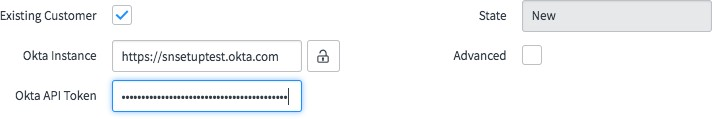 Existing Customer State New
Okta Instance https://snsetuptest.okta.com Advanced
Okta API Token ••••••••••••••••••••••••••••••••••••••••••